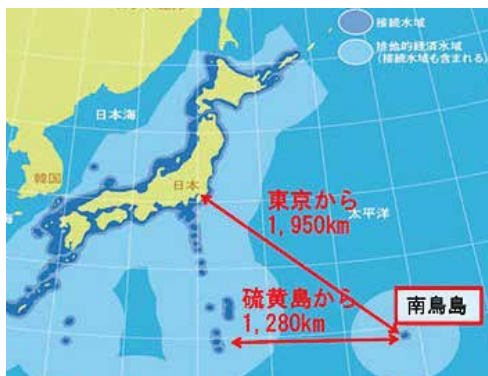 接続水域
排他的経済水域
(接続水域も含まれる)
日本海
韓国
日本
東京から
1,950km
太平洋
硫黄島から
1,280km
南鳥島
海